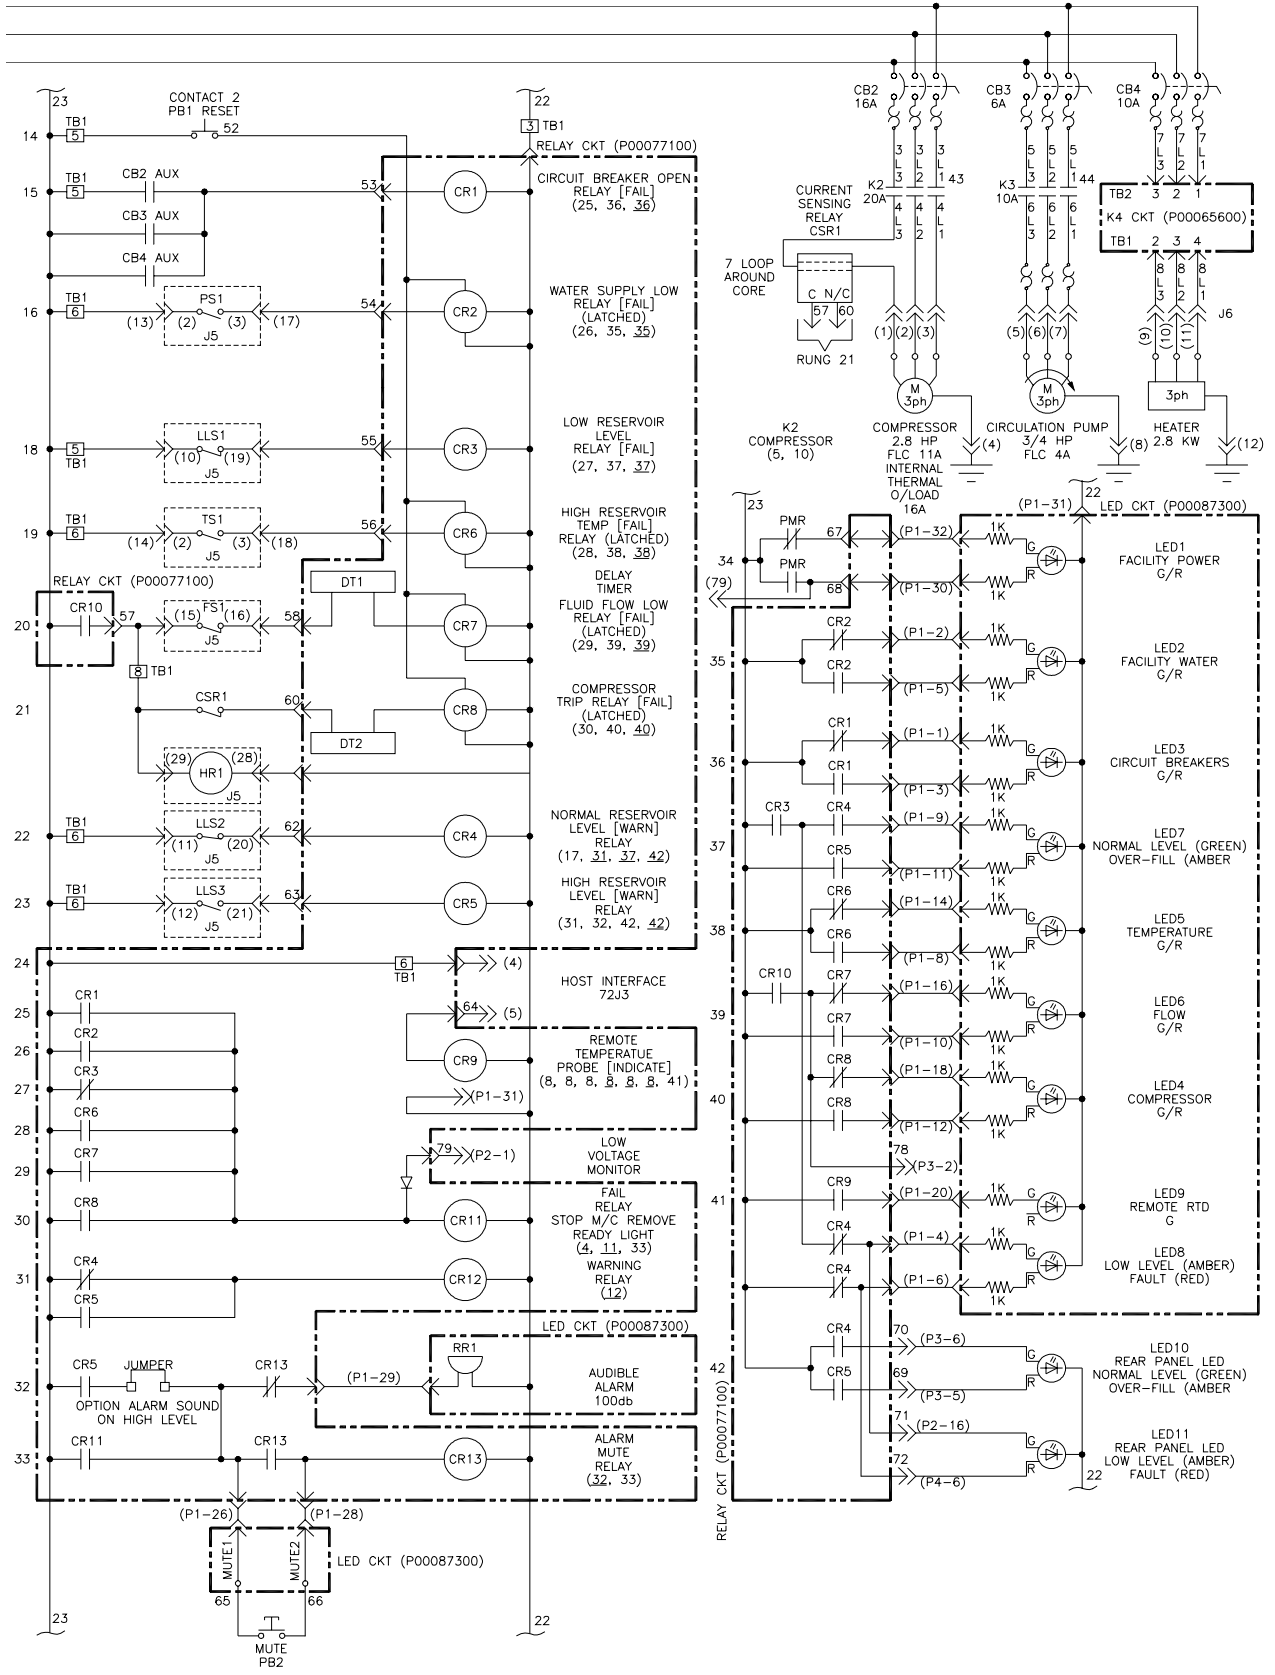 23
CONTACT 2
PB1 RESET
52
14
TB1
5
22
3 TB1
RELAY CKT (P00077100)
15
TB1
5
CB2 AUX
CB3 AUX
CB4 AUX
53
CR1
CIRCUIT BREAKER OPEN
RELAY [FAIL]
(25, 36, 36)
16
TB1
6
(13)
(2)
PS1
(3)
(17)
J5
54
CR2
WATER SUPPLY LOW
RELAY [FAIL]
(LATCHED)
(26, 35, 35)
18
5
TB1
LLS1
(10)
(19)
J5
55
CR3
LOW RESERVOIR
LEVEL
RELAY [FAIL]
(27, 37, 37)
19
TB1
6
(14)
(2)
TS1
(3)
(18)
J5
56
CR6
HIGH RESERVOIR
TEMP [FAIL]
RELAY (LATCHED)
(28, 38, 38)
RELAY CKT (P00077100)
20
CR10
57
(15)
FS1
(16)
J5
58
DT1
CR7
DELAY
TIMER
FLUID FLOW LOW
RELAY [FAIL]
(LATCHED)
(29, 39, 39)
8 TB1
21
CSR1
60
DT2
CR8
COMPRESSOR
TRIP RELAY [FAIL]
(LATCHED)
(30, 40, 40)
(29)
HR1
(28)
J5
22
TB1
6
LLS2
(11)
(20)
J5
62
CR4
NORMAL RESERVOIR
LEVEL [WARN]
RELAY
(17, 31, 37, 42)
23
TB1
6
LLS3
(12)
(21)
J5
63
CR5
HIGH RESERVOIR
LEVEL [WARN]
RELAY
(31, 32, 42, 42)
24
6
TB1
(4)
HOST INTERFACE
72J3
25
CR1
64
(5)
26
CR2
CR9
REMOTE
TEMPERATUE
PROBE [INDICATE]
(8, 8, 8, 8, 8, 8, 41)
27
CR3
(P1-31)
28
CR6
29
CR7
79
(P2-1)
LOW
VOLTAGE
MONITOR
30
CR8
CR11
FAIL
RELAY
STOP M/C REMOVE
READY LIGHT
(4, 11, 33)
31
CR4
CR5
CR12
WARNING
RELAY
(12)
LED CKT (P00087300)
32
CR5
JUMPER
OPTION ALARM SOUND
ON HIGH LEVEL
CR13
(P1-29)
RR1
AUDIBLE
ALARM
100db
33
CR11
CR13
CR13
ALARM
MUTE
RELAY
(32, 33)
(P1-26)
(P1-28)
MUTE1
MUTE2
LED CKT (P00087300)
65
66
23
22
MUTE
PB2
CB2
16A
CB3
6A
CB4
10A
3 L 3
3 L 2
3 L 1
5 L 3
5 L 2
5 L 1
7 L 3
7 L 2
7 L 1
K2
20A
43
K3
10A
44
4 L 3
4 L 2
4 L 1
6 L 3
6 L 2
6 L 1
TB2 3 2 1
K4 CKT (P00065600)
TB1 2 3 4
8 L 3
8 L 2
8 L 1
CURRENT
SENSING
RELAY
CSR1
7 LOOP
AROUND
CORE
C N/C
57 60
RUNG 21
(1) (2) (3)
(5) (6) (7)
(9) (10) (11)
J6
M
3ph
M
3ph
3ph
(4)
(8)
(12)
K2
COMPRESSOR
(5, 10)
COMPRESSOR
2.8 HP
FLC 11A
INTERNAL
THERMAL
O/LOAD
16A
CIRCULATION PUMP
3/4 HP
FLC 4A
HEATER
2.8 KW
23
(P1-31)
22
LED CKT (P00087300)
34
PMR
67
(P1-32)
1K
PMR
68
(P1-30)
1K
G
R
LED1
FACILITY POWER
G/R
(79)
35
CR2
(P1-2)
1K
CR2
(P1-5)
1K
G
R
LED2
FACILITY WATER
G/R
36
CR1
(P1-1)
1K
CR1
(P1-3)
1K
G
R
LED3
CIRCUIT BREAKERS
G/R
37
CR3
CR4
(P1-9)
1K
CR5
(P1-11)
1K
G
R
LED7
NORMAL LEVEL (GREEN)
OVER-FILL (AMBER
38
CR6
(P1-14)
1K
CR6
(P1-8)
1K
G
R
LED5
TEMPERATURE
G/R
39
CR10
CR7
(P1-16)
1K
CR7
(P1-10)
1K
G
R
LED6
FLOW
G/R
40
CR8
(P1-18)
1K
CR8
(P1-12)
1K
G
R
LED4
COMPRESSOR
G/R
78
(P3-2)
41
CR9
(P1-20)
1K
G
R
LED9
REMOTE RTD
G
CR4
(P1-4)
1K
CR4
(P1-6)
1K
G
R
LED8
LOW LEVEL (AMBER)
FAULT (RED)
42
CR4
70
(P3-6)
CR5
69
(P3-5)
G
R
LED10
REAR PANEL LED
NORMAL LEVEL (GREEN)
OVER-FILL (AMBER
71
(P2-16)
72
(P4-6)
G
R
LED11
REAR PANEL LED
LOW LEVEL (AMBER)
FAULT (RED)
22
RELAY CKT (P00077100)